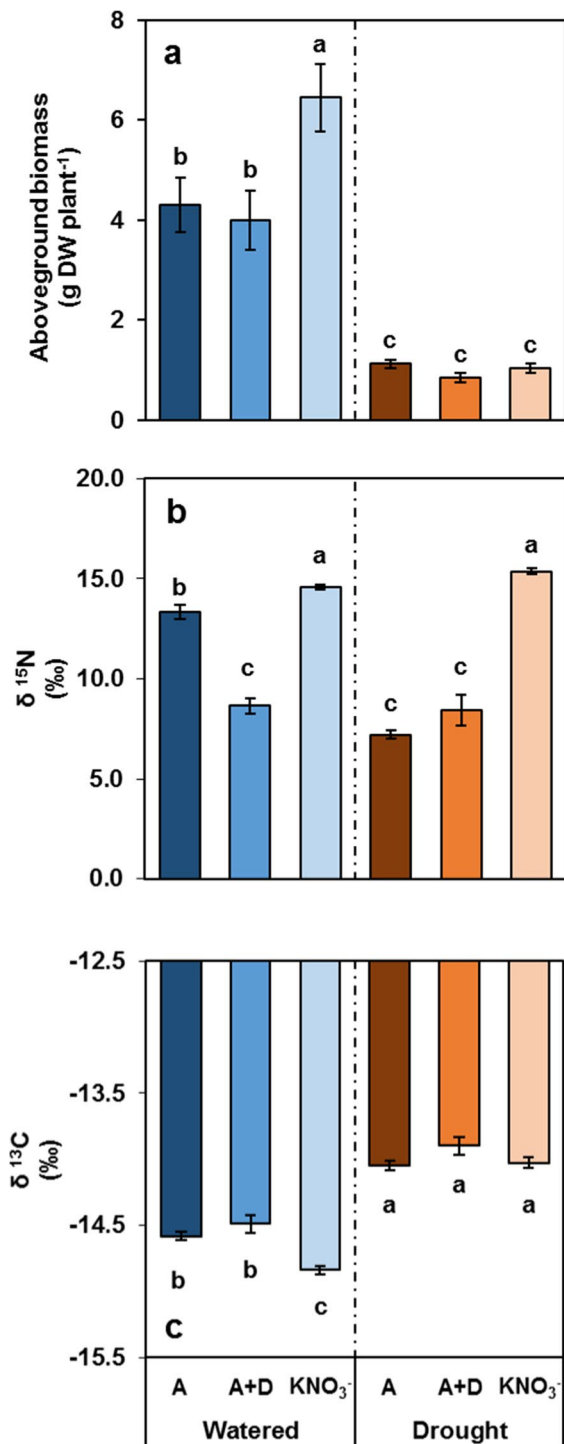 Aboveground biomass
(g DW plant⁻¹)
8
6
4
2
0
a
b
b
a
c
c
c
δ ¹⁵N
(‰)
20.0
15.0
10.0
5.0
0.0
b
b
c
a
c
c
a
δ ¹³C
(‰)
-12.5
-13.5
-14.5
-15.5
b
b
c
a
a
a
c
A A+D KNO₃⁻ A A+D KNO₃⁻
Watered Drought